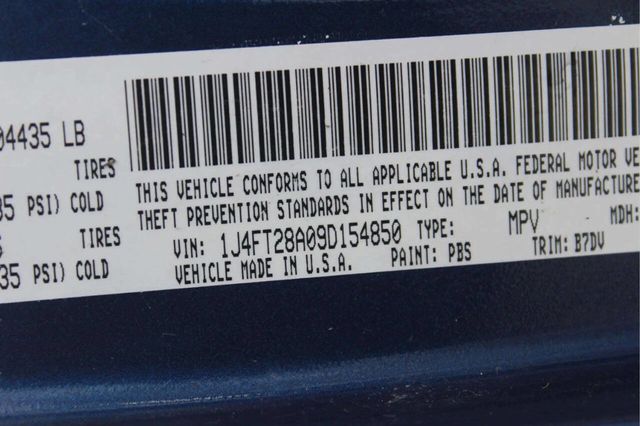 04435 LB
TIRES
35 PSI) COLD
TIRES
35 PSI) COLD
THIS VEHICLE CONFORMS TO ALL APPLICABLE U.S.A. FEDERAL MOTOR VE
THEFT PREVENTION STANDARDS IN EFFECT ON THE DATE OF MANUFACTURE
VIN: 1J4FT28A09D154850 TYPE: MPV MDH:
VEHICLE MADE IN U.S.A. PAINT: PBS TRIM: B7DV